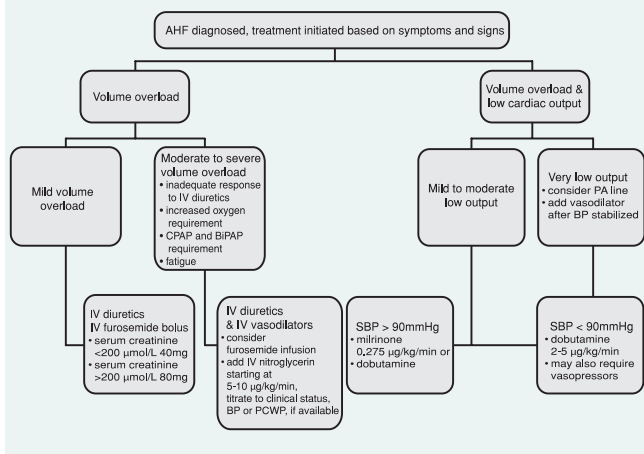 AHF diagnosed, treatment initiated based on symptoms and signs
Volume overload
Volume overload &
low cardiac output
Mild volume
overload
Moderate to severe
volume overload
• inadequate response
to IV diuretics
• increased oxygen
requirement
• CPAP and BiPAP
requirement
• fatigue
Mild to moderate
low output
Very low output
• consider PA line
• add vasodilator
after BP stabilized
IV diuretics
IV furosemide bolus
• serum creatinine
<200 µmol/L 40mg
• serum creatinine
>200 µmol/L 80mg
IV diuretics
& IV vasodilators
• consider
furosemide infusion
• add IV nitroglycerin
starting at
5-10 µg/kg/min,
titrate to clinical status,
BP or PCWP, if available
SBP > 90mmHg
• milrinone
0.275 µg/kg/min or
• dobutamine
SBP < 90mmHg
• dobutamine
2-5 µg/kg/min
• may also require
vasopressors